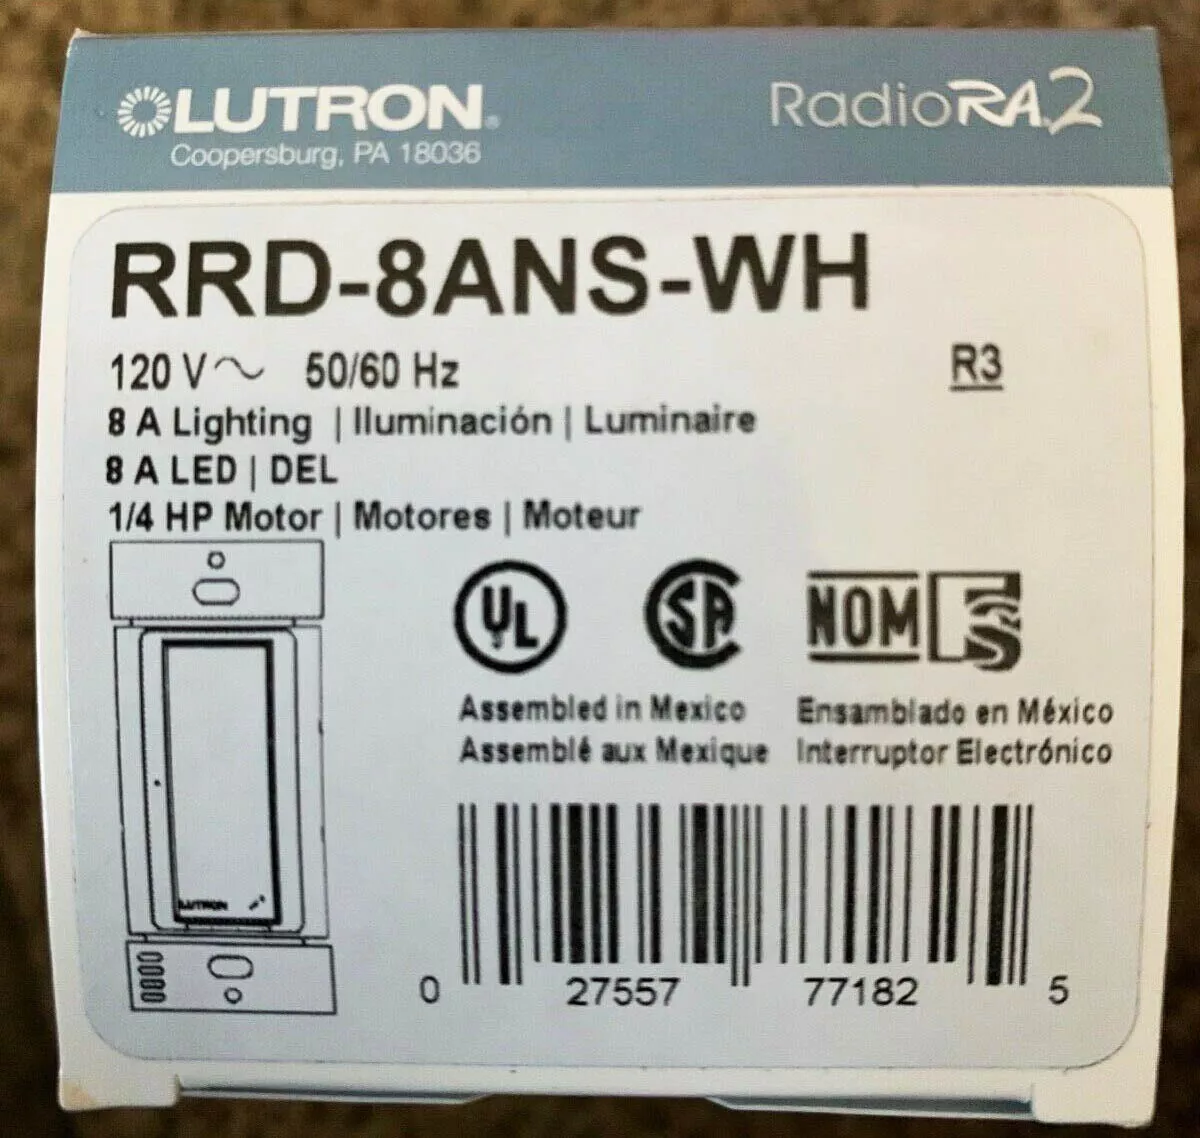 LUTRON®
Coopersburg, PA 18036
RadioRA.2
RRD-8ANS-WH
120 V~ 50/60 Hz
R3
8 A Lighting | Iluminación | Luminaire
8 A LED | DEL
1/4 HP Motor | Motores | Moteur
UL
SA
NOM
Assembled in Mexico
Assemblé aux Mexique
Ensamblado en México
Interruptor Electrónico
LUTRON
0 27557 77182 5